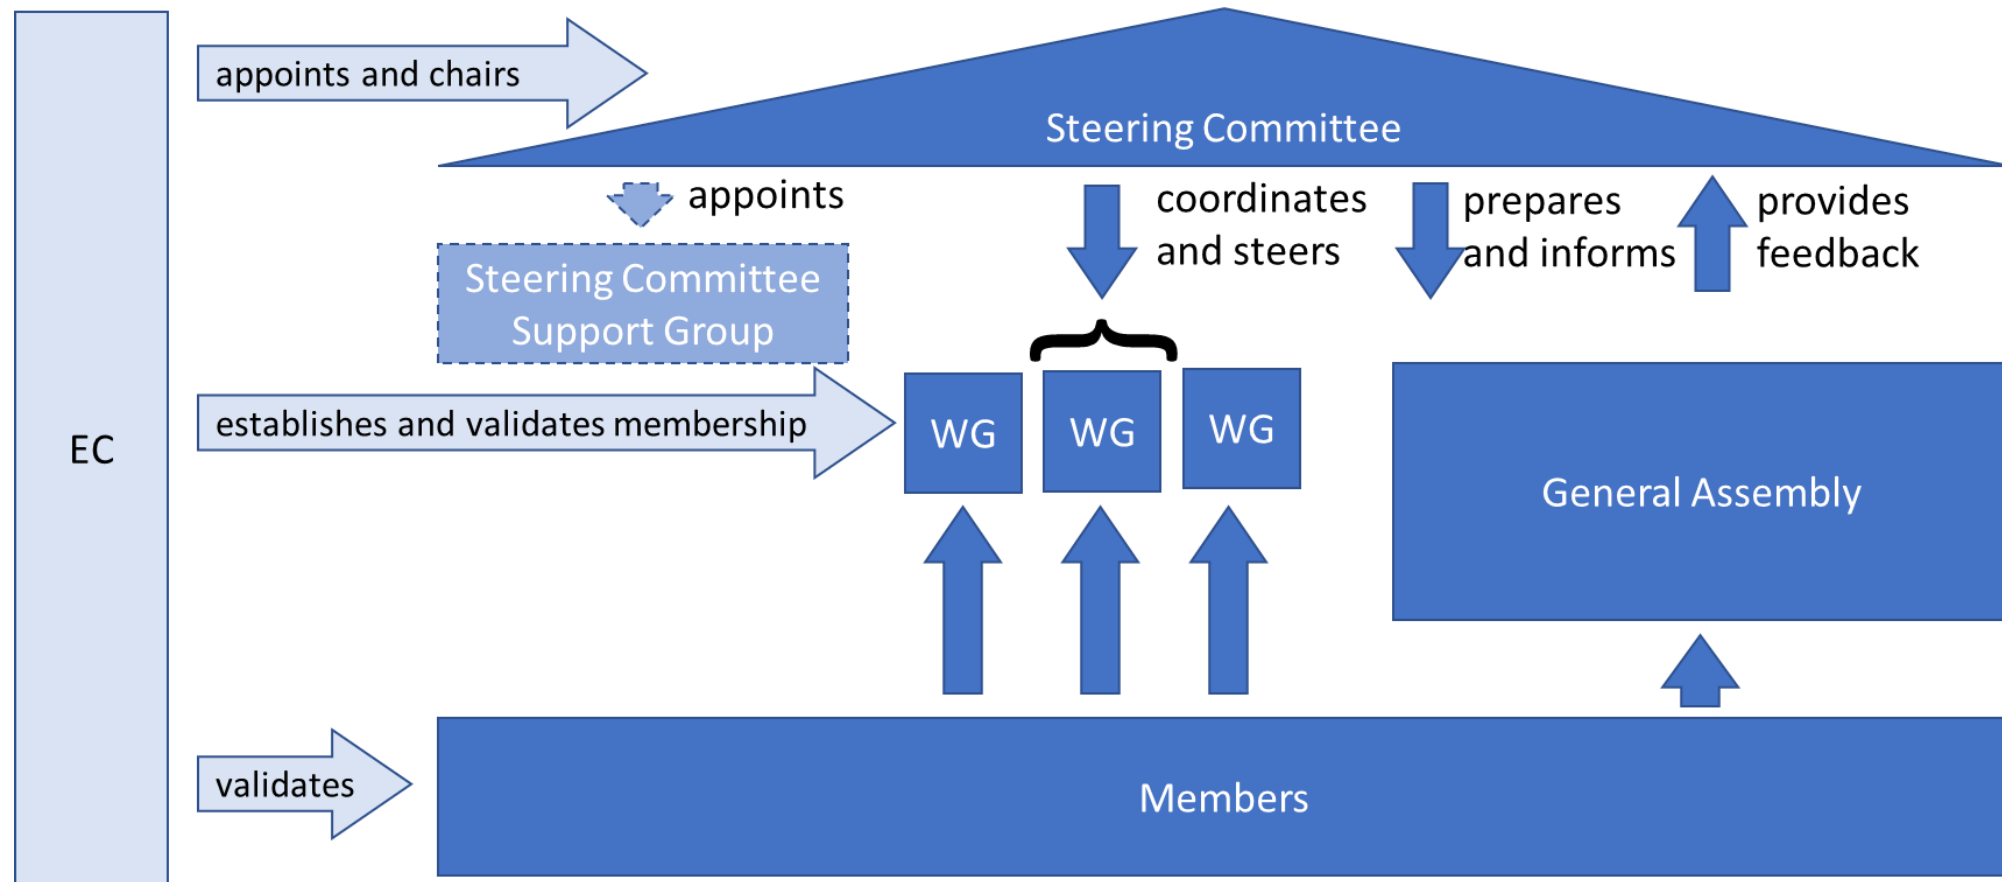 EC
appoints and chairs
Steering Committee
appoints
coordinates
and steers
prepares
and informs
provides
feedback
Steering Committee
Support Group
establishes and validates membership
WG
WG
WG
General Assembly
validates
Members